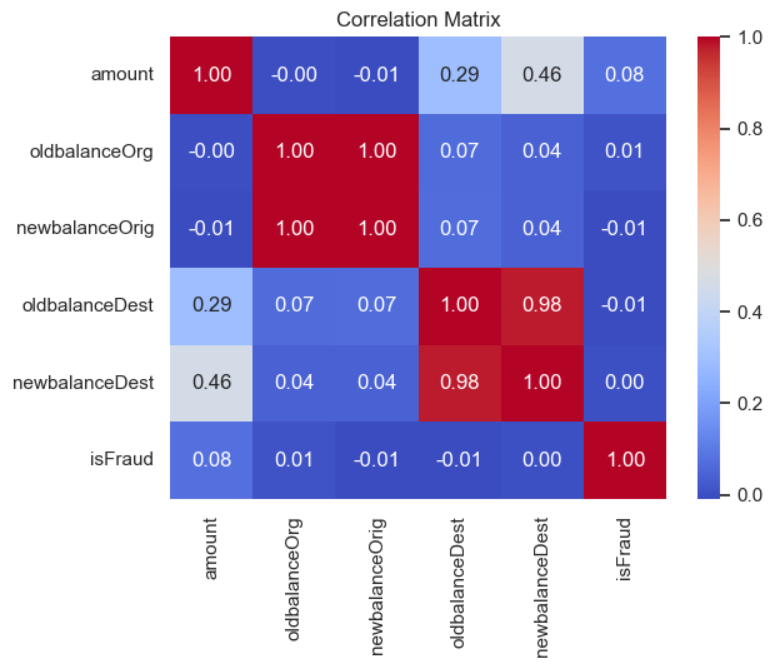 Correlation Matrix
amount 1.00 -0.00 -0.01 0.29 0.46 0.08
oldbalanceOrg -0.00 1.00 1.00 0.07 0.04 0.01
newbalanceOrig -0.01 1.00 1.00 0.07 0.04 -0.01
oldbalanceDest 0.29 0.07 0.07 1.00 0.98 -0.01
newbalanceDest 0.46 0.04 0.04 0.98 1.00 0.00
isFraud 0.08 0.01 -0.01 -0.01 0.00 1.00
amount
oldbalanceOrg
newbalanceOrig
oldbalanceDest
newbalanceDest
isFraud
1.0
0.8
0.6
0.4
0.2
0.0